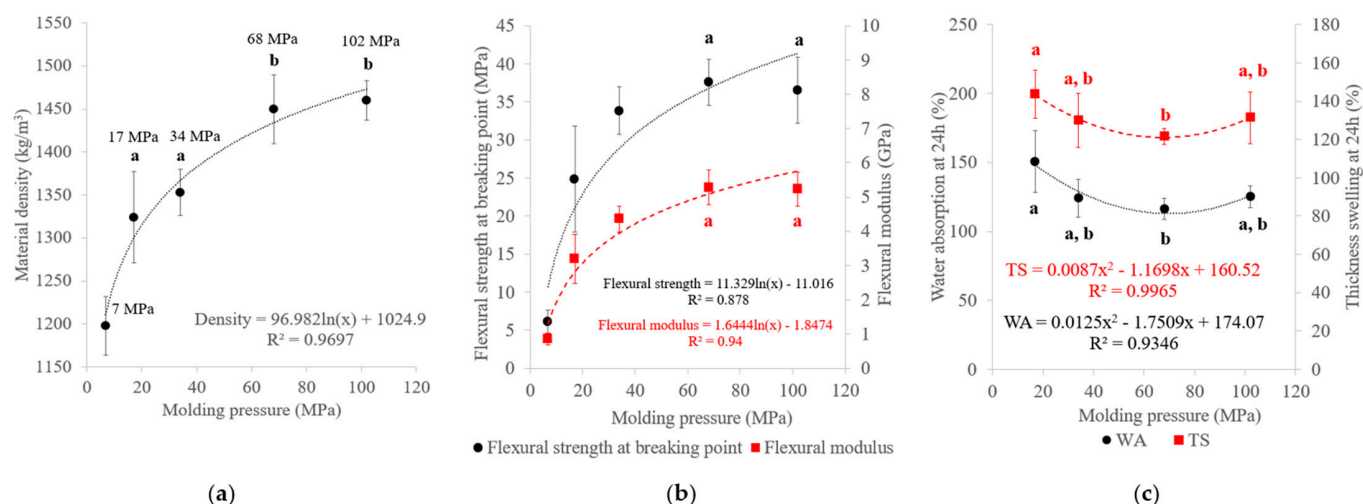 1550
1500
1450
1400
1350
1300
1250
1200
1150
Material density (kg/m³)
68 MPa
b
102 MPa
b
17 MPa
a
34 MPa
a
7 MPa
Density = 96.982ln(x) + 1024.9
R² = 0.9697
0 20 40 60 80 100 120
Molding pressure (MPa)
(a)
45
40
35
30
25
20
15
10
5
0
Flexural strength at breaking point (MPa)
a
a
a
a
Flexural strength = 11.329ln(x) - 11.016
R² = 0.878
Flexural modulus = 1.6444ln(x) - 1.8474
R² = 0.94
10
9
8
7
6
5
4
3
2
1
0
Flexural modulus (GPa)
0 20 40 60 80 100 120
Molding pressure (MPa)
Flexural strength at breaking point Flexural modulus
(b)
250
200
150
100
50
0
Water absorption at 24h (%)
a
a, b
b
a, b
a
a, b
b
a, b
TS = 0.0087x² - 1.1698x + 160.52
R² = 0.9965
WA = 0.0125x² - 1.7509x + 174.07
R² = 0.9346
180
160
140
120
100
80
60
40
20
0
Thickness swelling at 24h (%)
0 20 40 60 80 100 120
Molding pressure (MPa)
WA TS
(c)